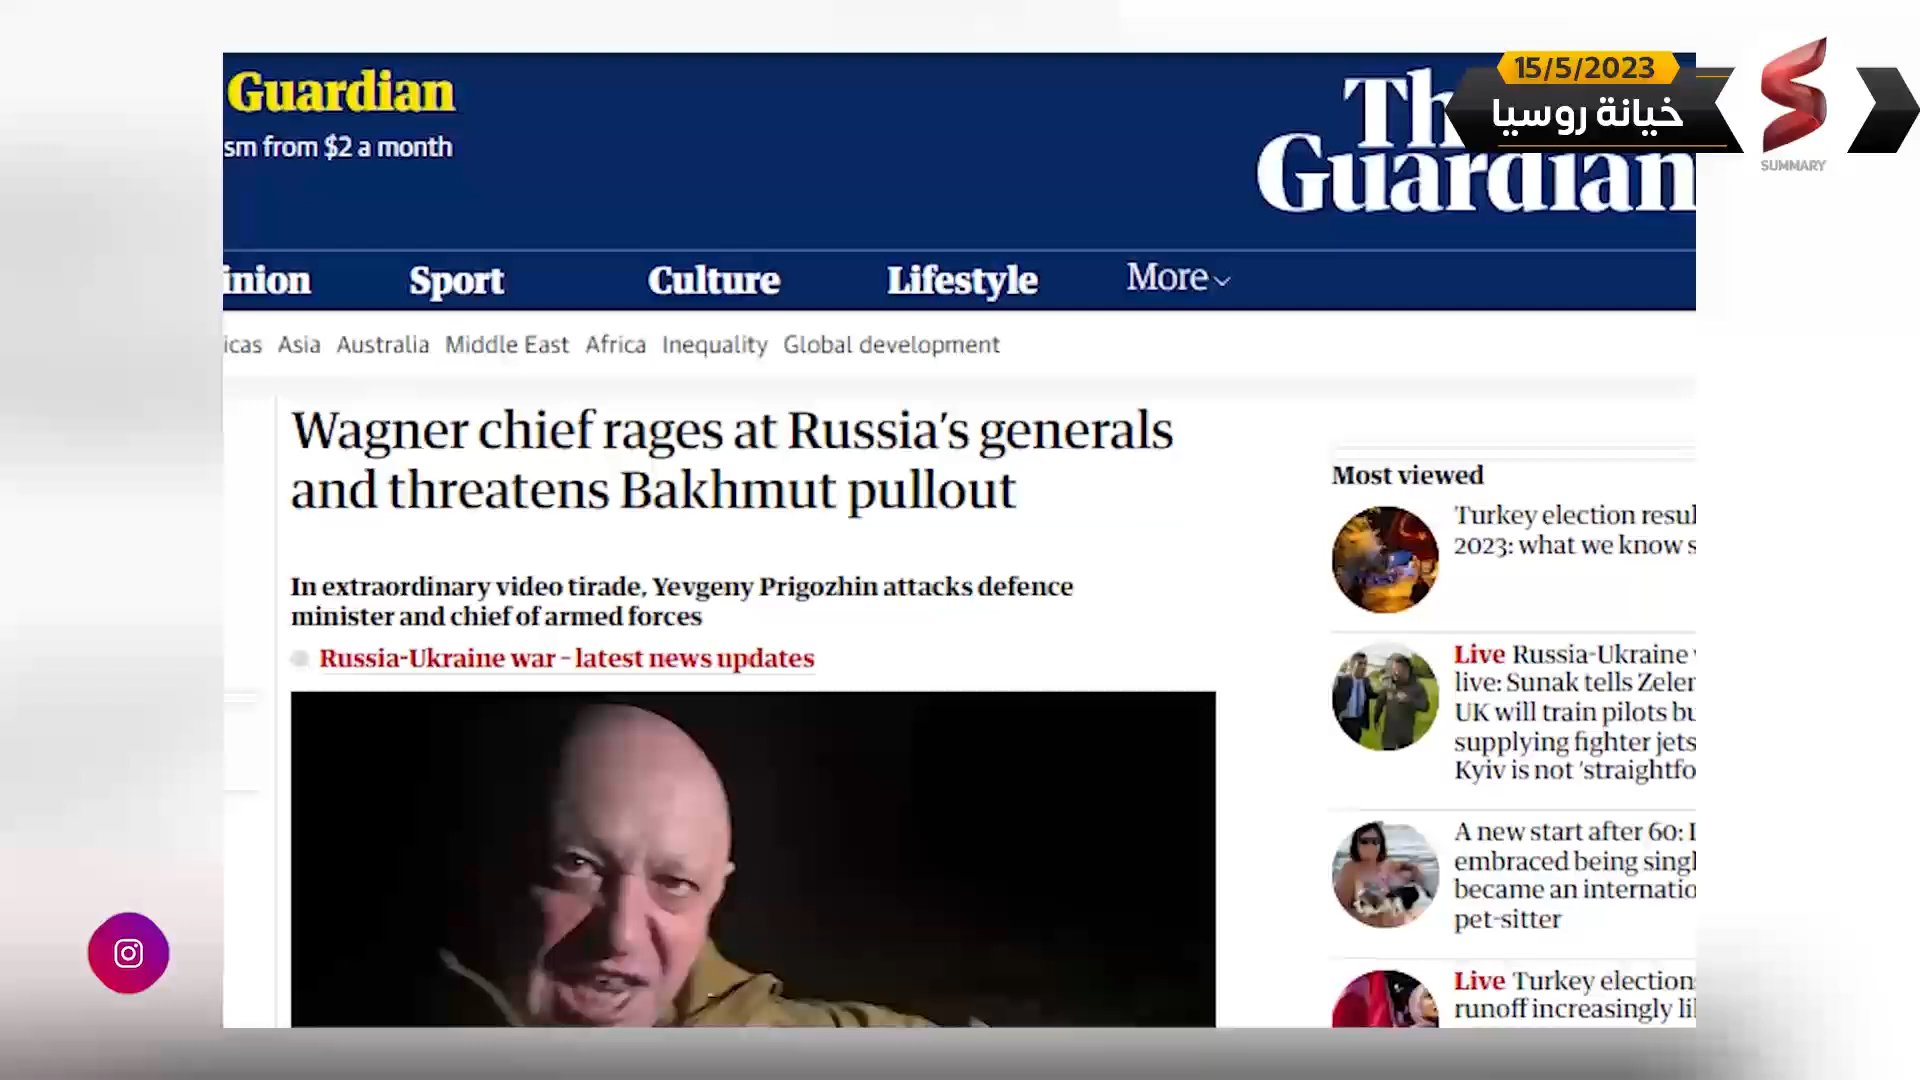 15/5/2023
خيانة روسيا
SUMMARY
Guardian
sm from $2 a month
Th
Guardian
inion Sport Culture Lifestyle More
icas Asia Australia Middle East Africa Inequality Global development
Wagner chief rages at Russia's generals
and threatens Bakhmut pullout
In extraordinary video tirade, Yevgeny Prigozhin attacks defence
minister and chief of armed forces
Russia-Ukraine war – latest news updates
Most viewed
Turkey election resul
2023: what we know s
Live Russia-Ukraine
live: Sunak tells Zeler
UK will train pilots bu
supplying fighter jets
Kyiv is not 'straightfo
A new start after 60: I
embraced being singl
became an internatio
pet-sitter
Live Turkey election
runoff increasingly li